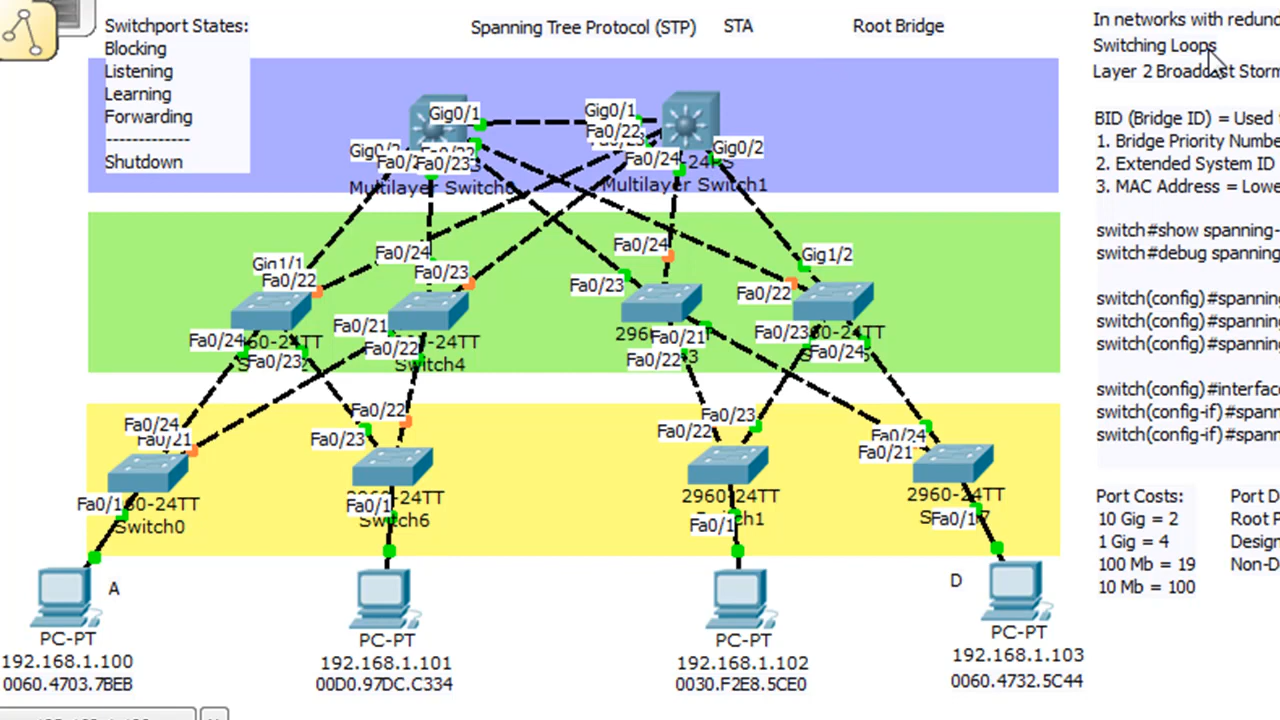 Switchport States:
Blocking
Listening
Learning
Forwarding
-------------
Shutdown
Spanning Tree Protocol (STP) STA Root Bridge
In networks with
Switching Loops
Layer 2 Broadcast Storm
BID (Bridge ID) = Used
1. Bridge Priority
2. Extended System ID
3. MAC Address =
switch#show spanning-
switch#debug spanning
switch(config)#spanning
switch(config)#spanning
switch(config)#spanning
switch(config)#interface
switch(config-if)#spann
switch(config-if)#spann
Port Costs:
10 Gig = 2
1 Gig = 4
100 Mb = 19
10 Mb = 100
Port
Root
Non-D
Gig0/1
Gig0/1
Fa0/22
Fa0/23
Fa0/24
Gig0/2
Multilayer Switch0
Multilayer Switch1
Gig1/1
Fa0/22
Fa0/24
Fa0/23
Fa0/24
Fa0/23
Gig1/2
Fa0/22
Fa0/24
Fa0/23
Fa0/21
Fa0/22
-24TT
Switch4
Fa0/21
Fa0/22
Fa0/23
Fa0/24
Fa0/24
Fa0/21
Fa0/22
Fa0/23
Fa0/23
Fa0/22
Fa0/24
Fa0/21
Fa0/1
60-24TT
Switch0
Fa0/1
-24TT
Switch6
2960-24TT
Fa0/1
2960-24TT
Fa0/1
A
D
PC-PT
192.168.1.100
0060.4703.7BEB
PC-PT
192.168.1.101
00D0.97DC.C334
PC-PT
192.168.1.102
0030.F2E8.5CE0
PC-PT
192.168.1.103
0060.4732.5C44